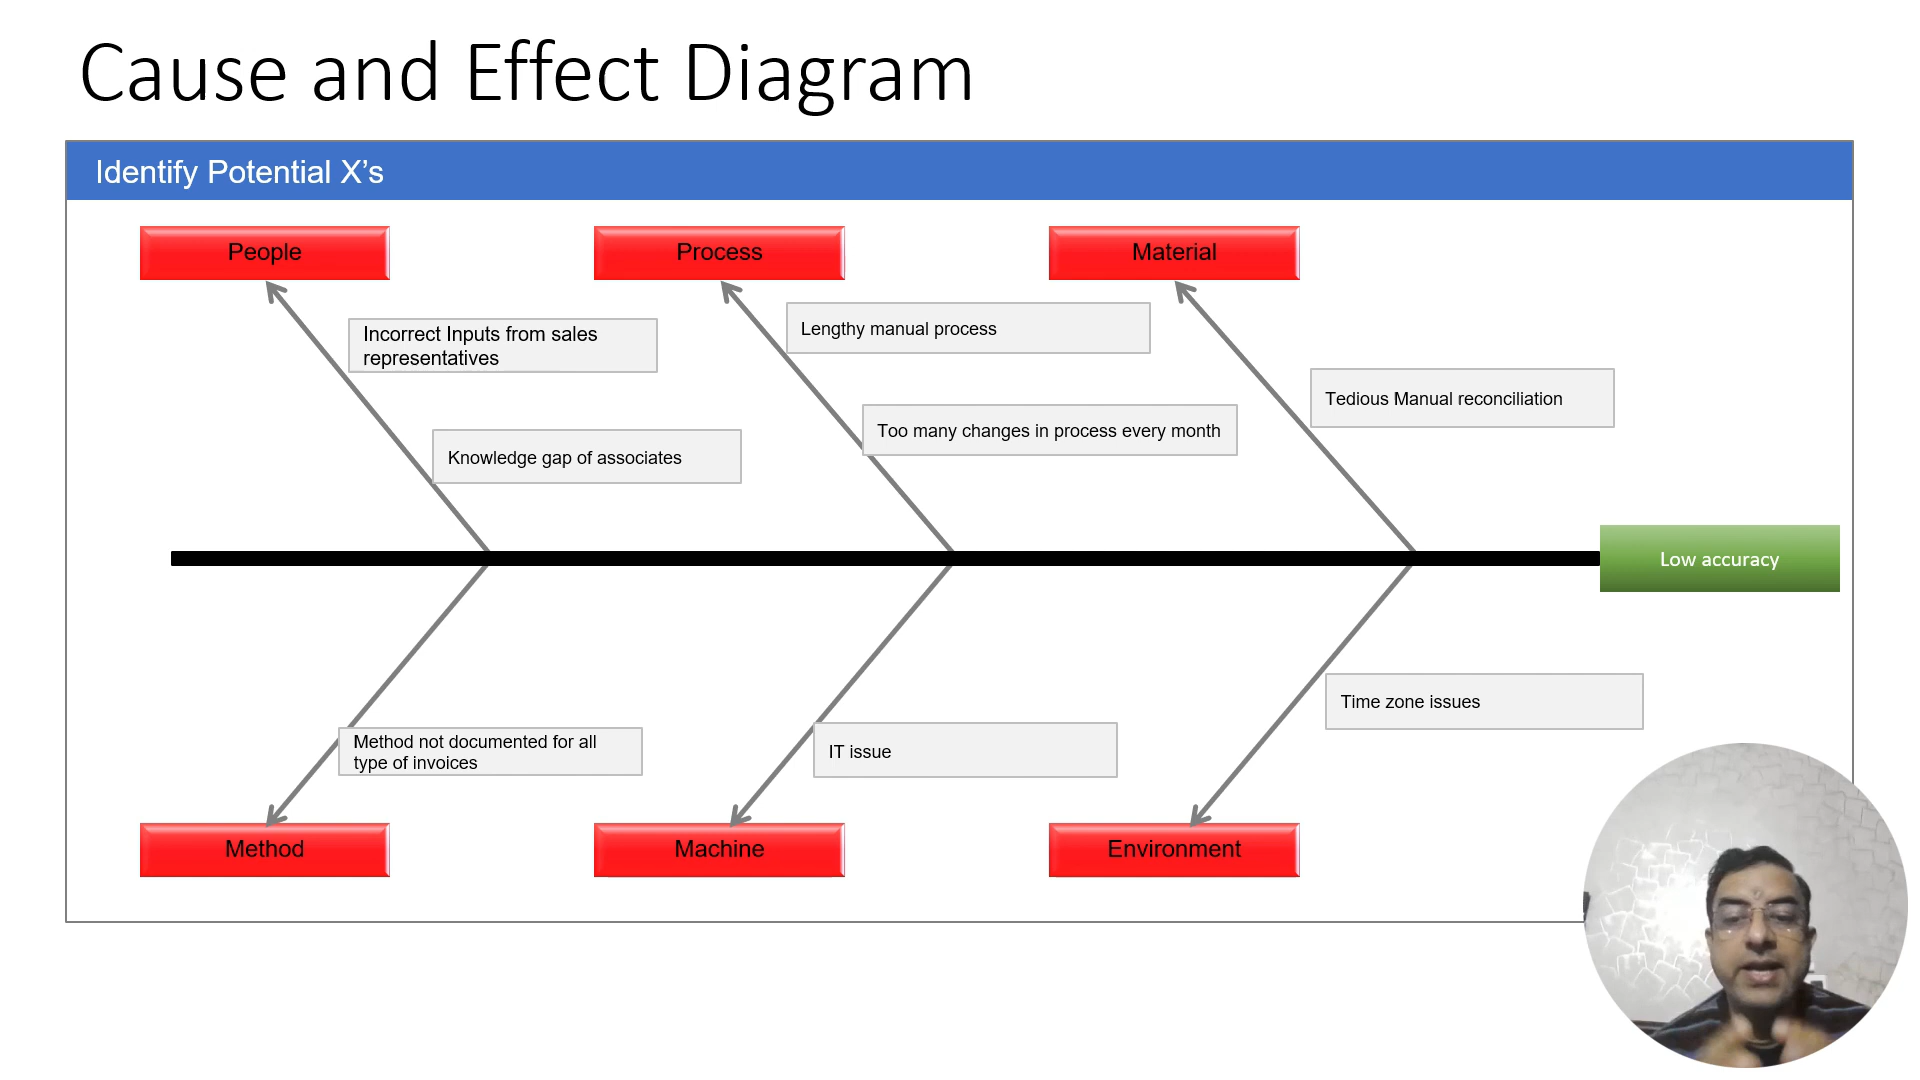 Cause and Effect Diagram
Identify Potential X’s
People
Process
Material
Incorrect Inputs from sales
representatives
Lengthy manual process
Tedious Manual reconciliation
Too many changes in process every month
Knowledge gap of associates
Low accuracy
Time zone issues
Method not documented for all
type of invoices
IT issue
Method
Machine
Environment